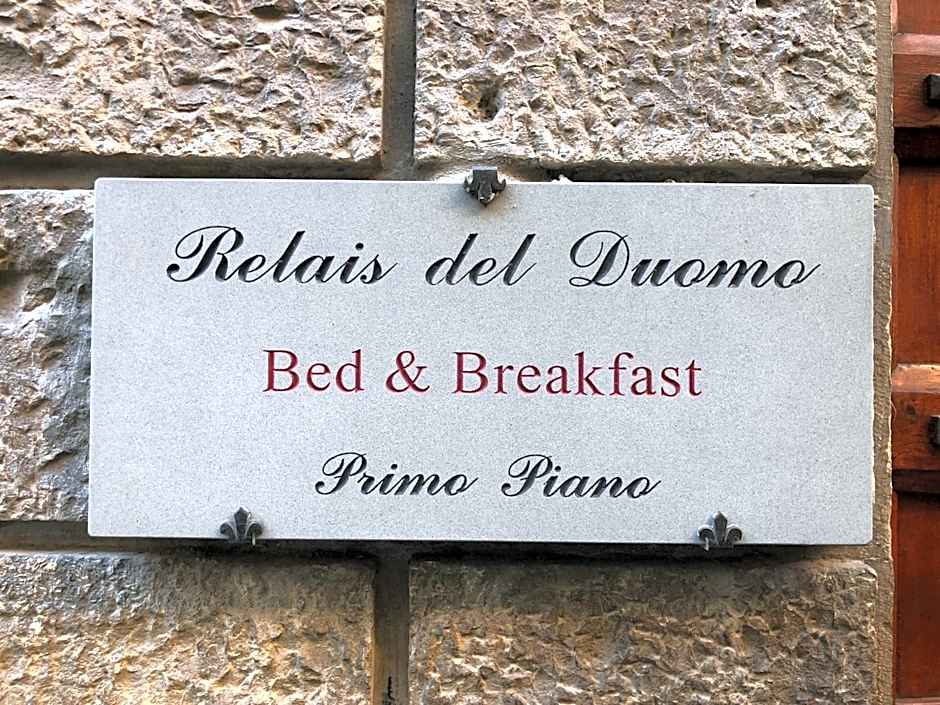 Relais del Duomo
Bed & Breakfast
Primo Piano